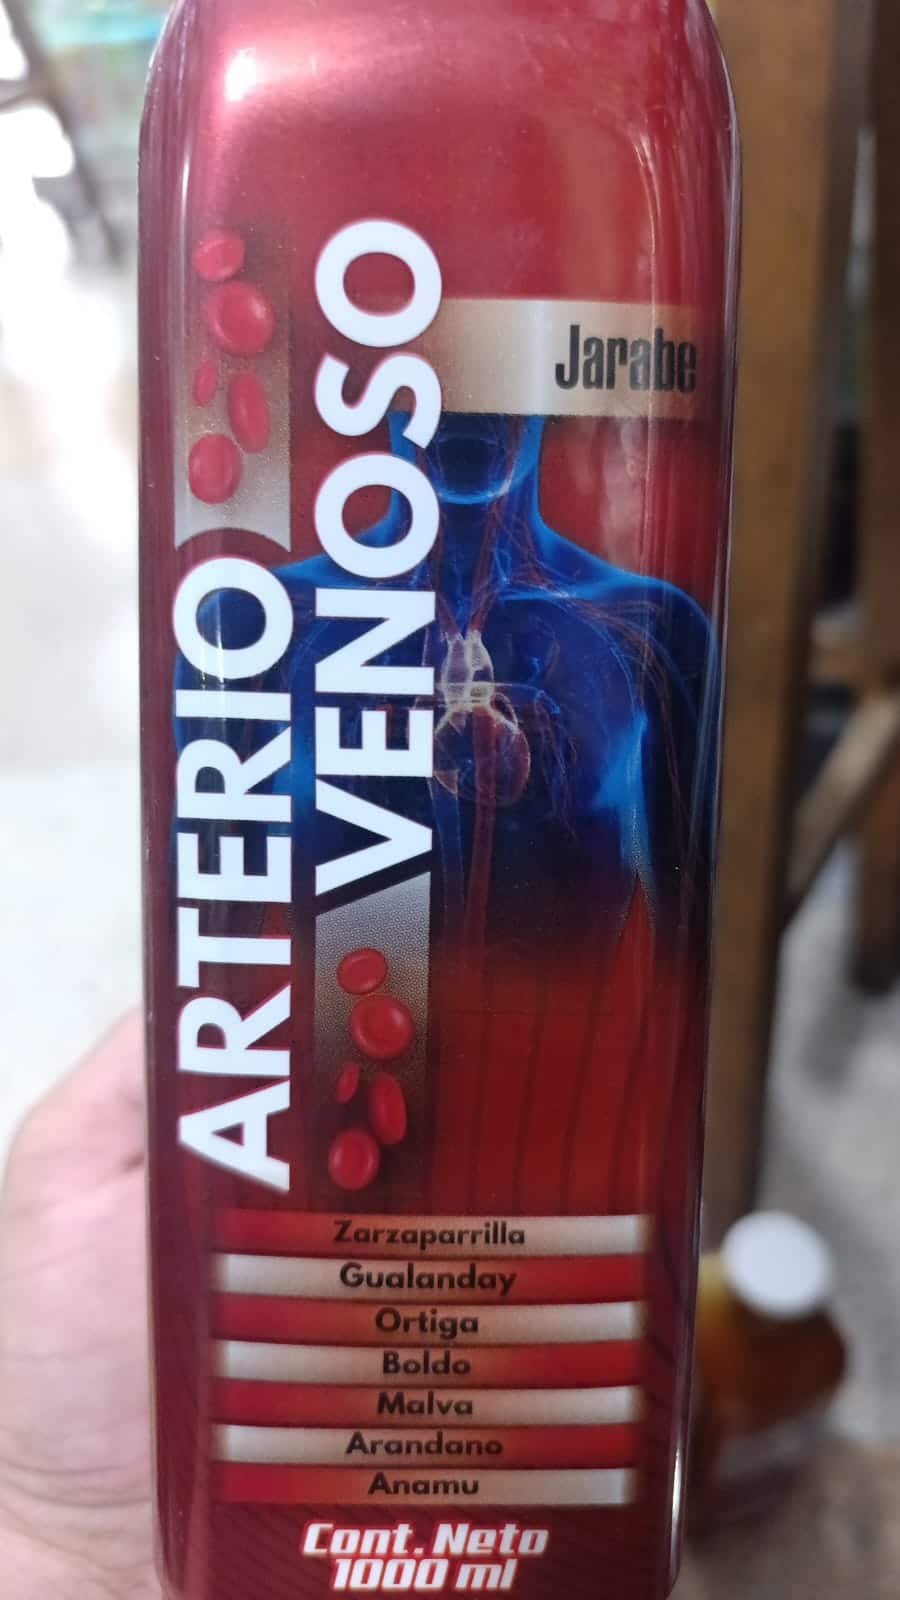 ARTERIO
VENOSO
Jarabe
Zarzaparrilla
Gualanday
Ortiga
Boldo
Malva
Arandano
Anamu
Cont. Neto
1000 ml